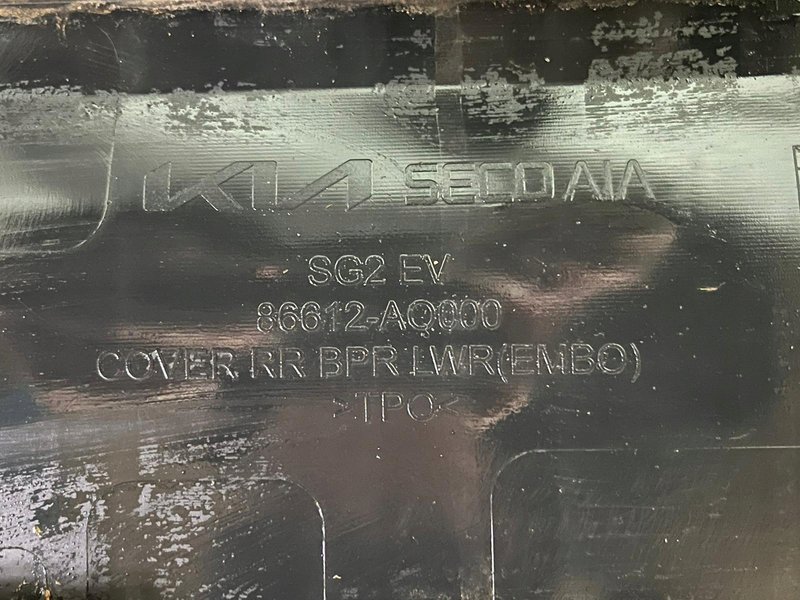 KIA SECO AIA
SG2 EV
86612-AQ000
COVER RR BPR LWR(EMBO)
>TPO<